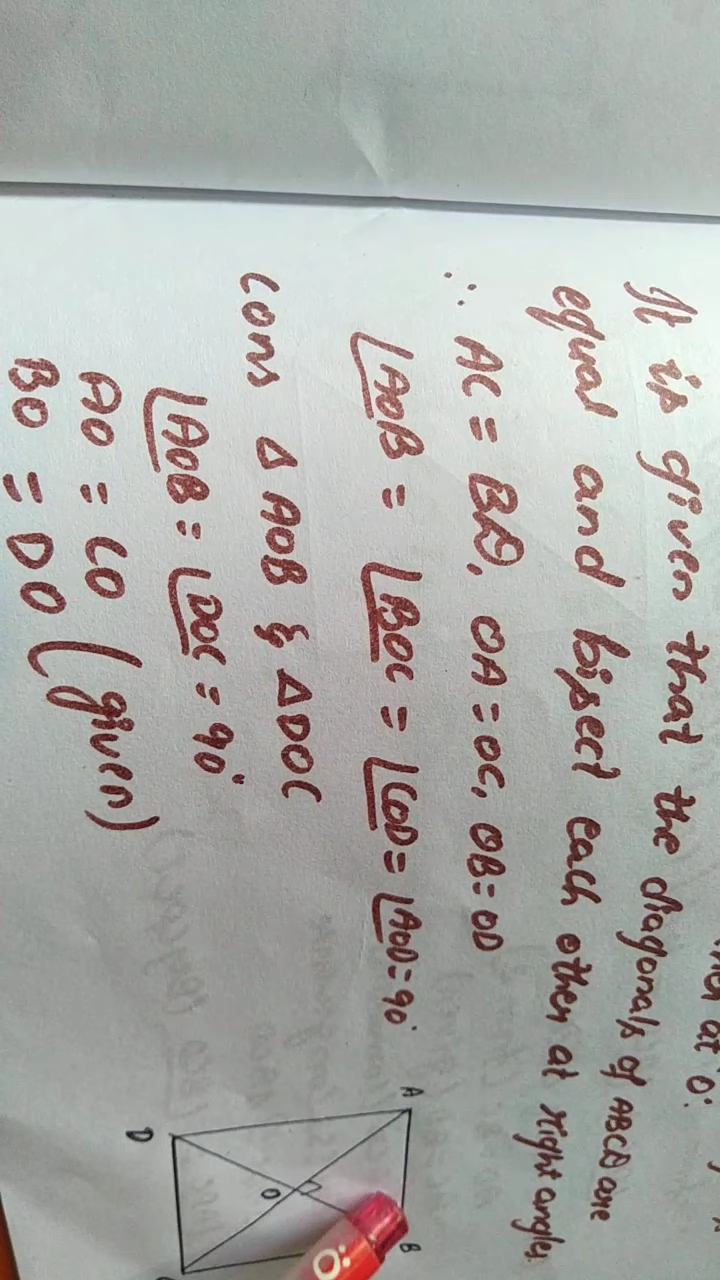 at O.
It is given that the diagonals of ABCD are
equal and bisect each other at right angles.
∴ AC = BD, OA = OC, OB = OD
∠AOB = ∠BOC = ∠COD = ∠AOD = 90°
cons Δ AOB & Δ DOC
∠AOB = ∠DOC = 90°
AO = CO (given)
BO = DO
A
B
O
D